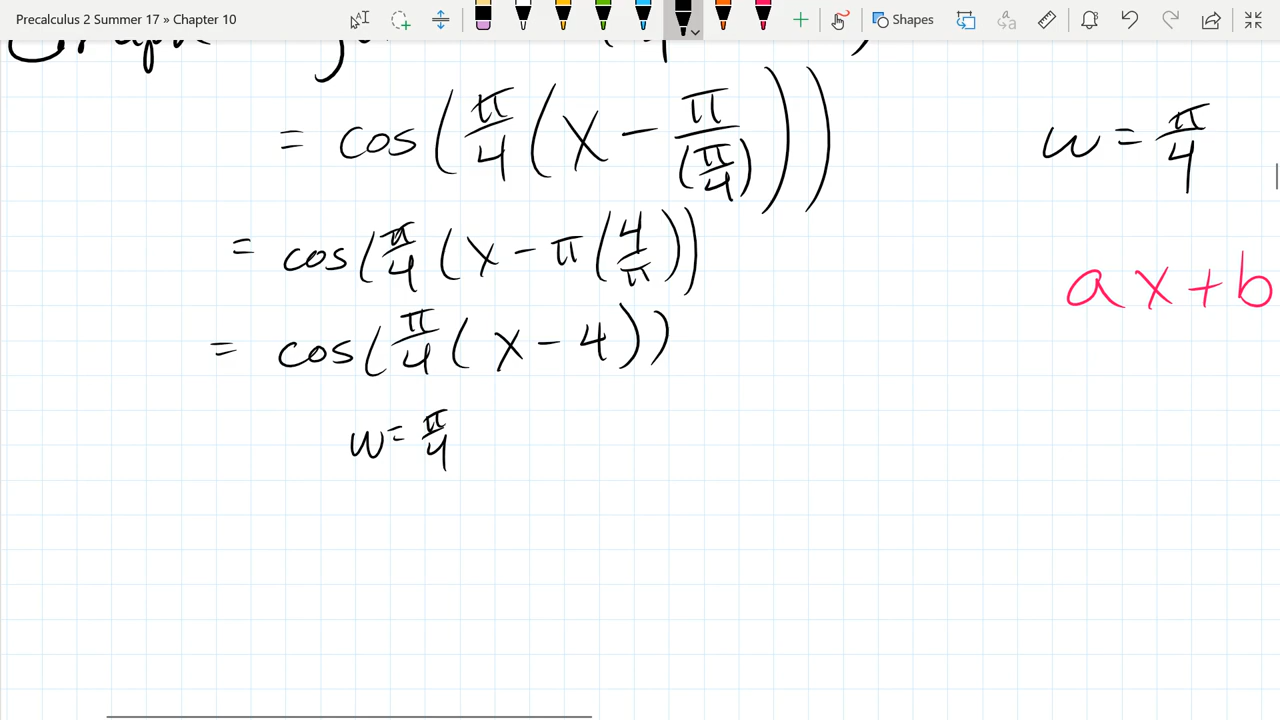 Precalculus 2 Summer 17 » Chapter 10
Shapes
Graph
= cos(π/4(x − π/(π/4)))
w = π/4
= cos(π/4(x − π(4/π))
ax+b
= cos(π/4(x − 4))
w = π/4